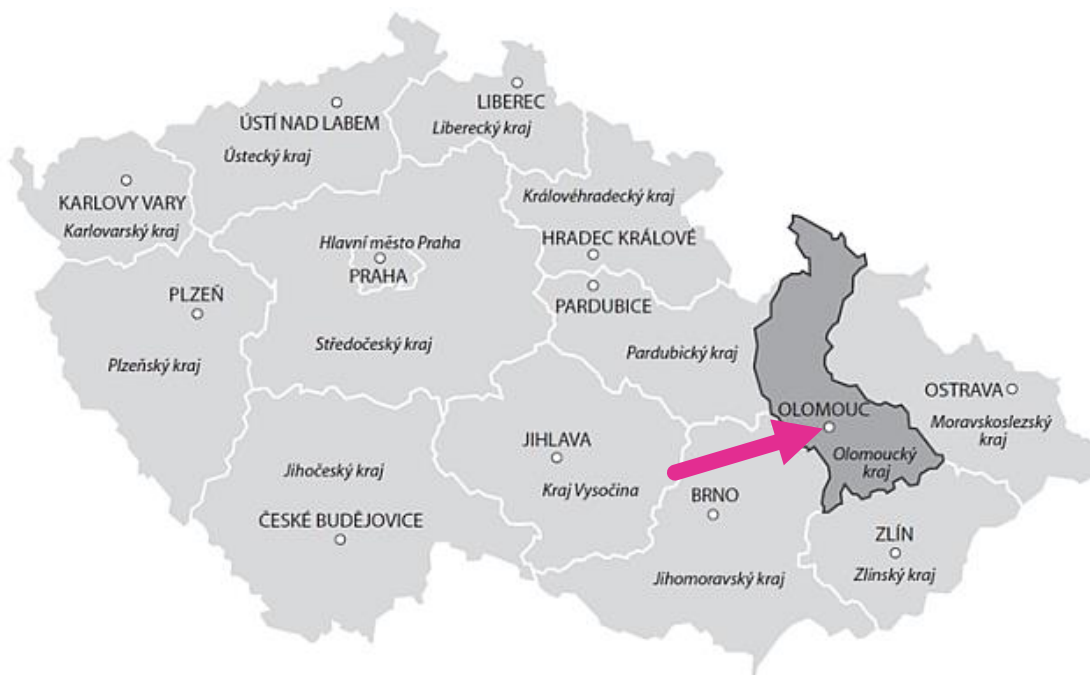 LIBEREC
Liberecký kraj
ÚSTÍ NAD LABEM
Ústecký kraj
KARLOVY VARY
Karlovarský kraj
Královéhradecký kraj
HRADEC KRÁLOVÉ
Hlavní město Praha
PRAHA
PLZEŇ
Plzeňský kraj
Středočeský kraj
PARDUBICE
Pardubický kraj
OLOMOUC
Olomoucký
kraj
OSTRAVA
Moravskoslezský
kraj
JIHLAVA
Kraj Vysočina
Jihočeský kraj
ČESKÉ BUDĚJOVICE
BRNO
Jihomoravský kraj
ZLÍN
Zlínský kraj